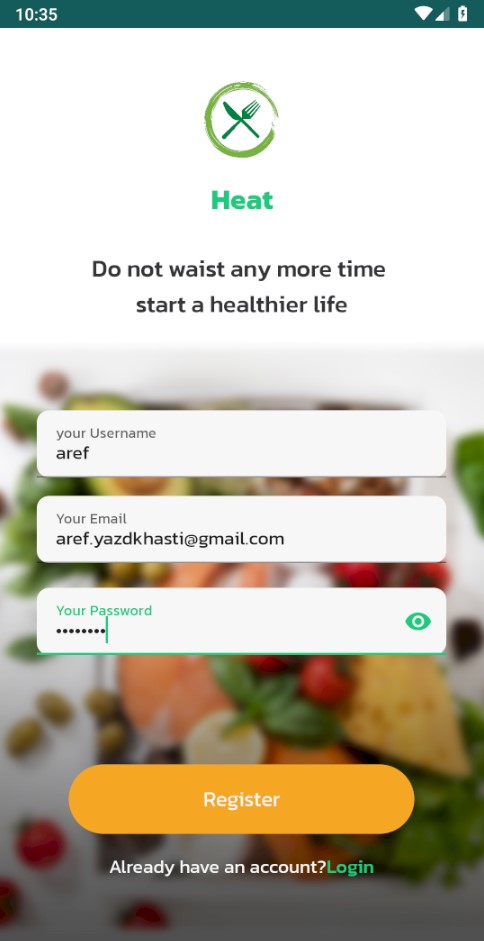 10:35
Heat
Do not waist any more time
start a healthier life
your Username
aref
Your Email
aref.yazdkhasti@gmail.com
Your Password
••••••••
Register
Already have an account?Login